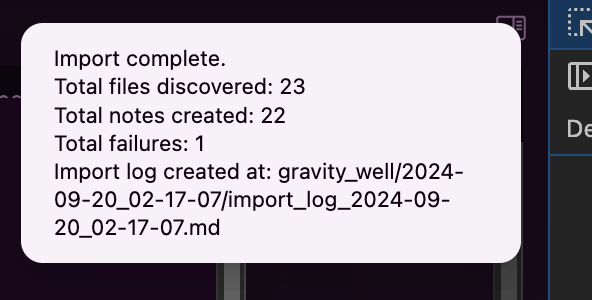 Import complete.
Total files discovered: 23
Total notes created: 22
Total failures: 1
Import log created at: gravity_well/2024-
09-20_02-17-07/import_log_2024-09-
20_02-17-07.md
De